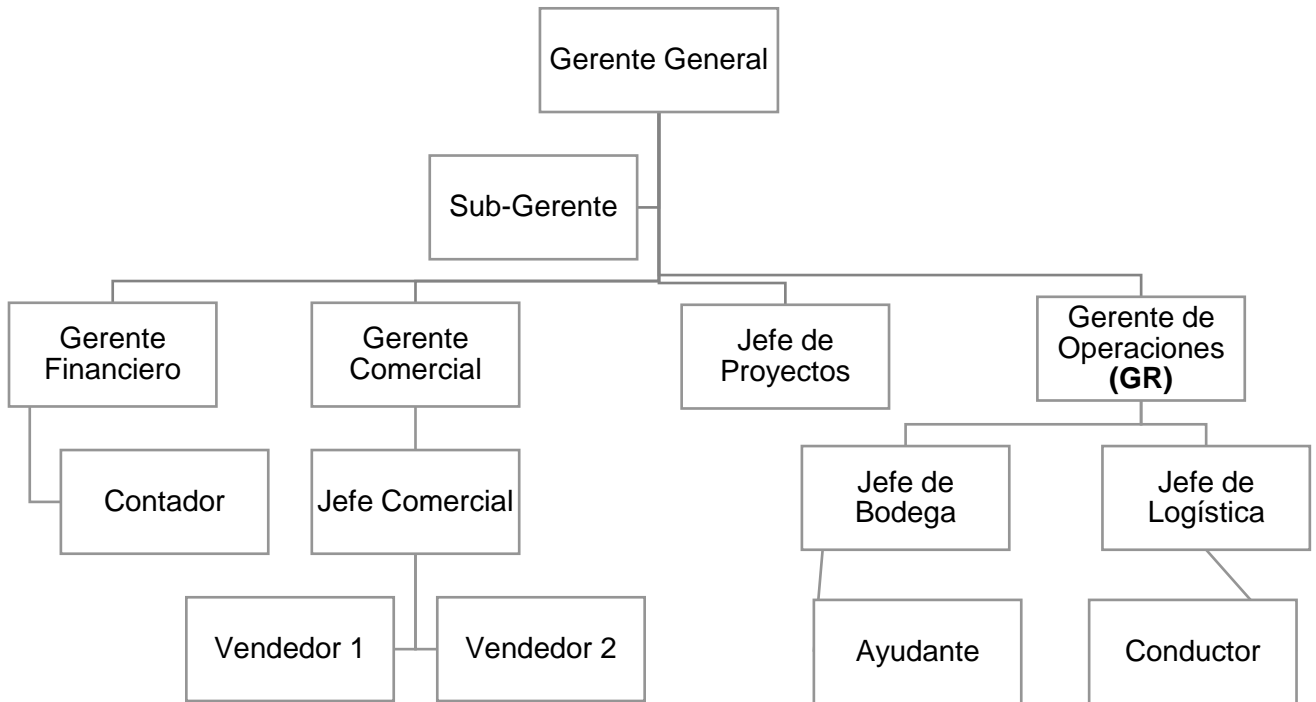 Gerente General
Sub-Gerente
Gerente
Financiero
Gerente
Comercial
Jefe de
Proyectos
Gerente de
Operaciones
(GR)
Contador
Jefe Comercial
Jefe de
Bodega
Jefe de
Logística
Vendedor 1
Vendedor 2
Ayudante
Conductor